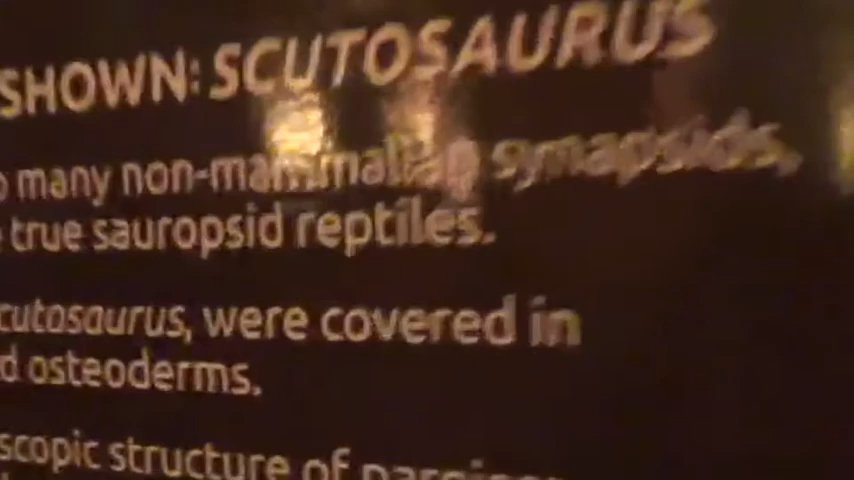 SHOWN: SCUTOSAURUS
many non-mammalian synapsids,
true sauropsid reptiles.
cutosaurus, were covered in
d osteoderms.
scopic structure of